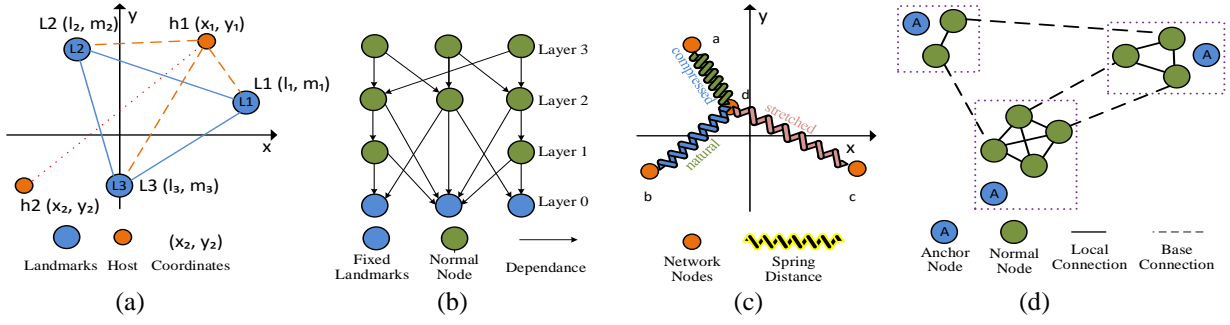 y
L2 (l₂, m₂)
h1 (x₁, y₁)
L2
L1 (l₁, m₁)
L1
x
L3
L3 (l₃, m₃)
h2 (x₂, y₂)
(x₂, y₂)
Landmarks Host Coordinates
(a)
Layer 3
Layer 2
Layer 1
Layer 0
Fixed Landmarks
Normal Node
Dependance
(b)
y
a
compressed
d
stretched
x
natural
b
c
Network Nodes
Spring Distance
(c)
A
A
A
A
Anchor Node
Normal Node
Local Connection
Base Connection
(d)